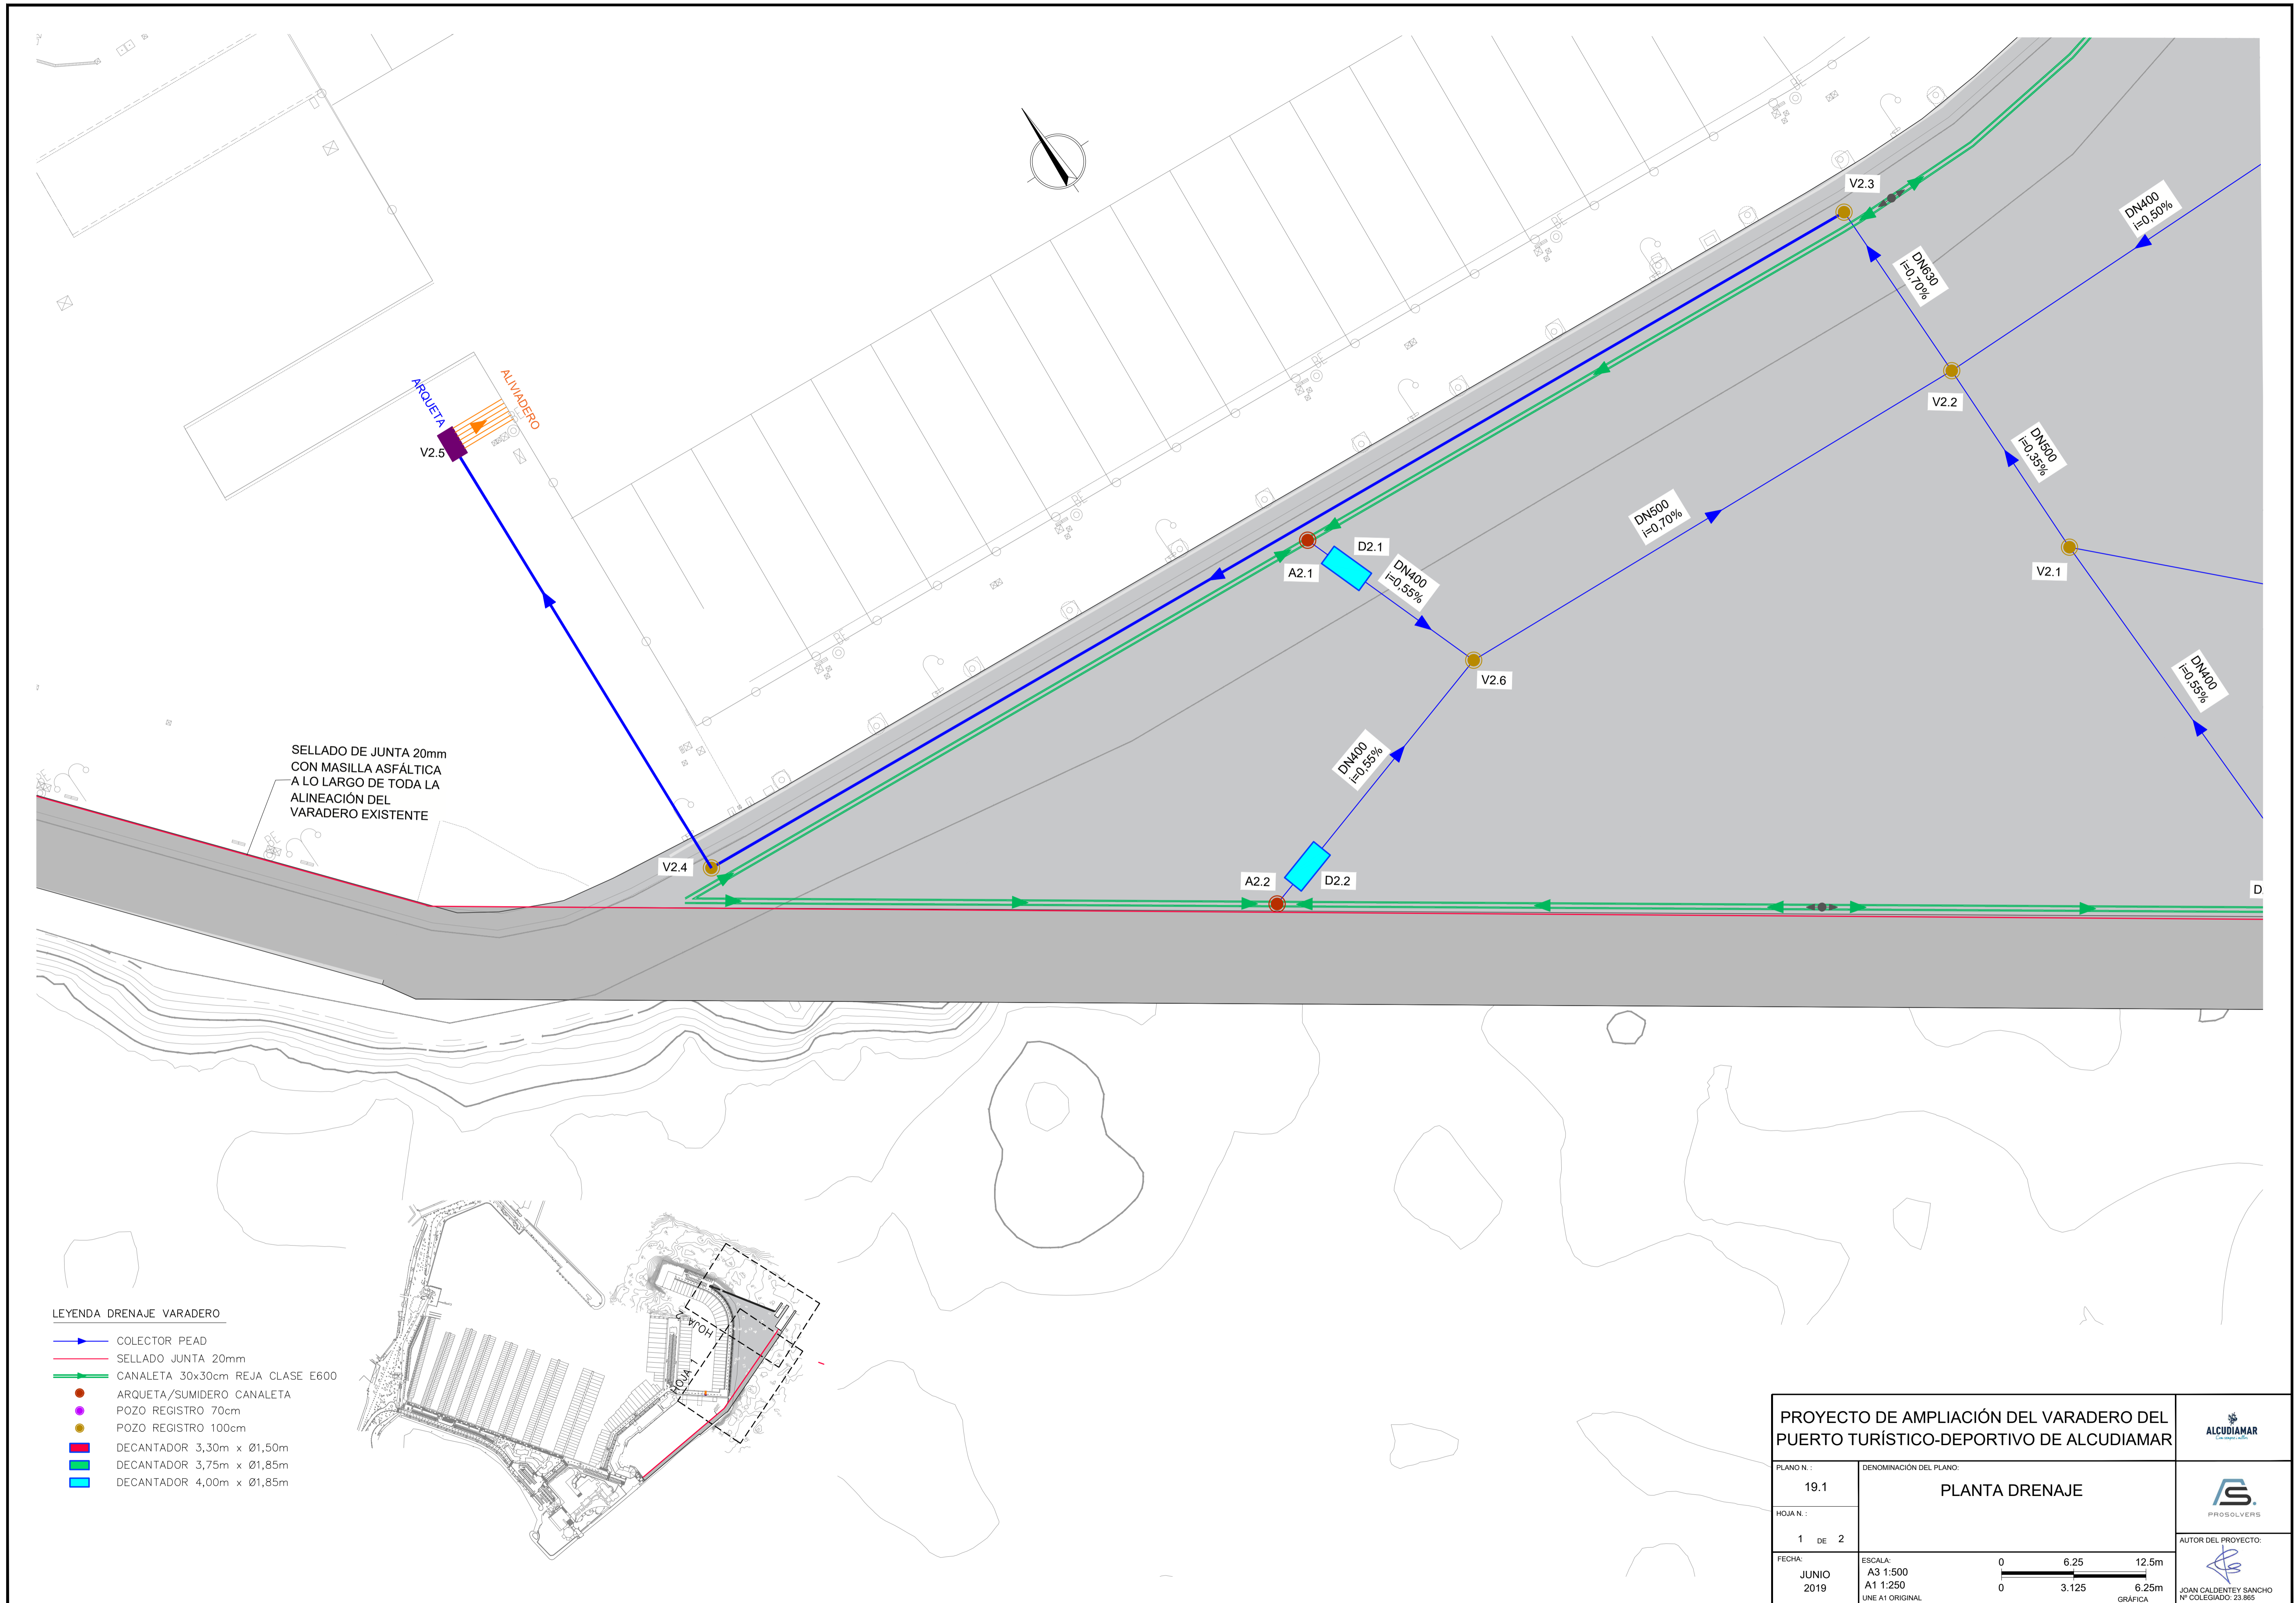 V2.3
DN400
i=0,50%
DN630
i=0,70%
V2.2
ARQUETA
ALIVIADERO
V2.5
DN500
i=0,35%
DN500
i=0,70%
D2.1
A2.1
DN400
i=0,55%
V2.1
V2.6
DN400
i=0,55%
DN400
i=0,55%
SELLADO DE JUNTA 20mm
CON MASILLA ASFÁLTICA
A LO LARGO DE TODA LA
ALINEACIÓN DEL
VARADERO EXISTENTE
V2.4
A2.2
D2.2
D
HOJA 2
HOJA 1
LEYENDA DRENAJE VARADERO
COLECTOR PEAD
SELLADO JUNTA 20mm
CANALETA 30x30cm REJA CLASE E600
ARQUETA/SUMIDERO CANALETA
POZO REGISTRO 70cm
POZO REGISTRO 100cm
DECANTADOR 3,30m x Ø1,50m
DECANTADOR 3,75m x Ø1,85m
DECANTADOR 4,00m x Ø1,85m
PROYECTO DE AMPLIACIÓN DEL VARADERO DEL
PUERTO TURÍSTICO-DEPORTIVO DE ALCUDIAMAR
ALCUDIAMAR
PLANO N. :
19.1
DENOMINACIÓN DEL PLANO:
PLANTA DRENAJE
PROSOLVERS
HOJA N. :
1 DE 2
AUTOR DEL PROYECTO:
JOAN CALDENTEY SANCHO
Nº COLEGIADO: 23.865
FECHA:
JUNIO
2019
ESCALA:
A3 1:500
A1 1:250
UNE A1 ORIGINAL
0 6.25 12.5m
0 3.125 6.25m
GRÁFICA